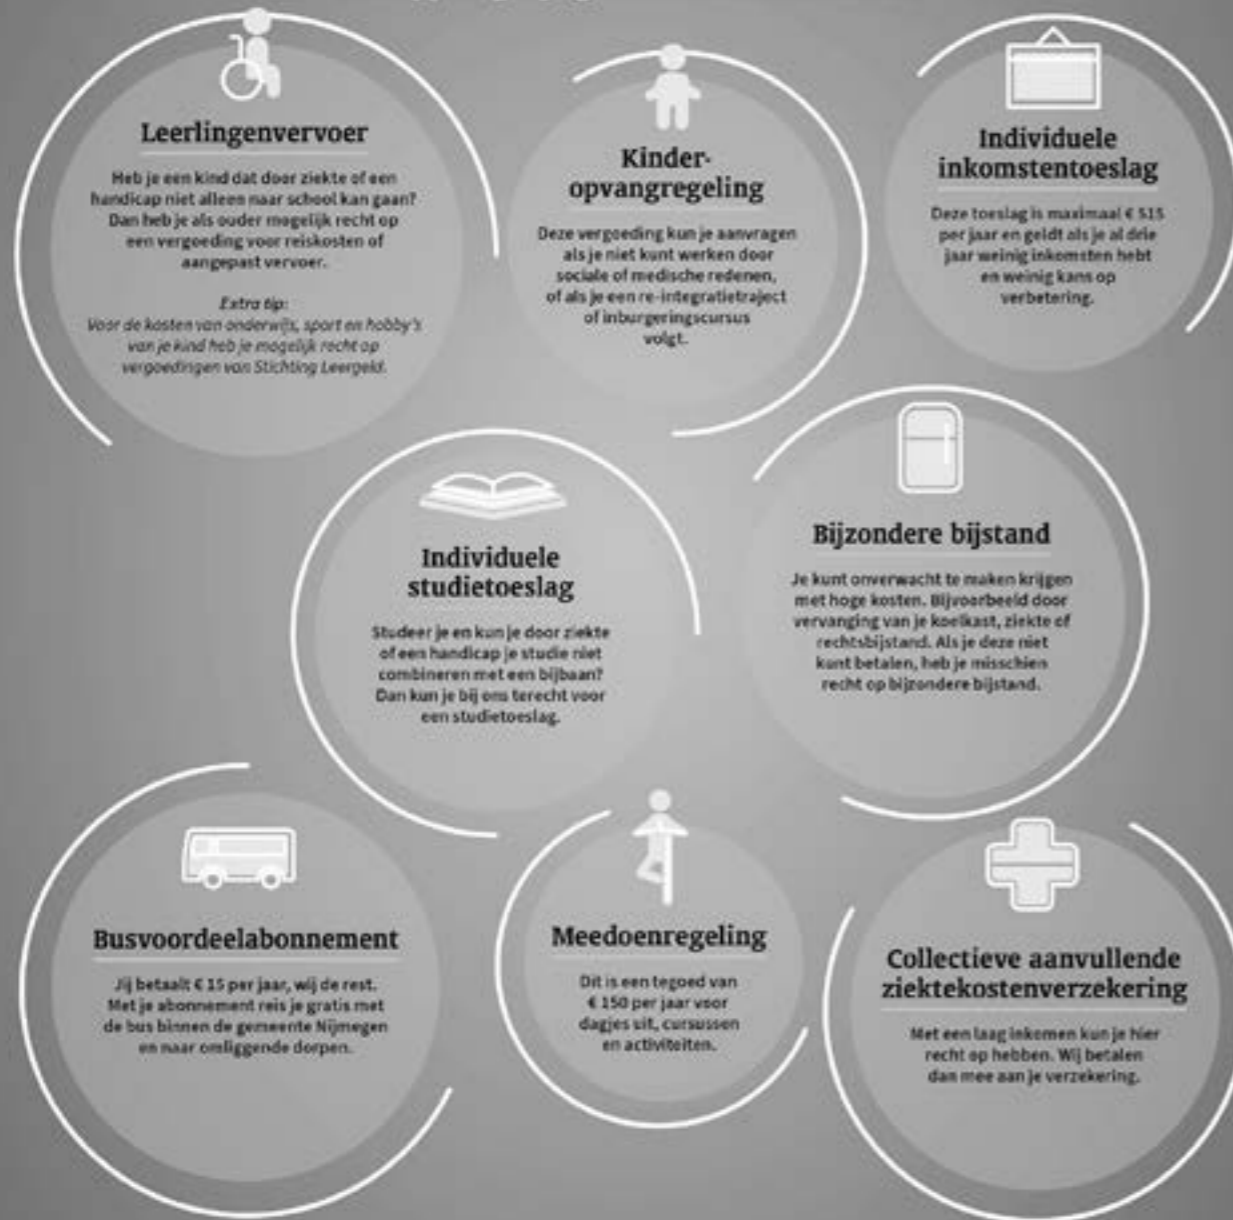 Leerlingenvervoer
Heb je een kind dat door ziekte of een
handicap niet alleen naar school kan gaan?
Dan heb je als ouder mogelijk recht op
een vergoeding voor reiskosten of
aangepast vervoer.
Extra tip:
Voor de kosten van onderwijs, sport en hobby's
van je kind heb je mogelijk recht op
vergoedingen van Stichting Leergeld.
Kinder-
opvangregeling
Deze vergoeding kun je aanvragen
als je niet kunt werken door
sociale of medische redenen,
of als je een re-integratietraject
of inburgeringscursus
volgt.
Individuele
inkomstentoeslag
Deze toeslag is maximaal € 515
per jaar en geldt als je al drie
jaar weinig inkomsten hebt
en weinig kans op
verbetering.
Individuele
studietoeslag
Studeer je en kun je door ziekte
of een handicap je studie niet
combineren met een bijbaan?
Dan kun je bij ons terecht voor
een studietoeslag.
Bijzondere bijstand
Je kunt onverwacht te maken krijgen
met hoge kosten. Bijvoorbeeld door
vervanging van je koelkast, ziekte of
rechtsbijstand. Als je deze niet
kunt betalen, heb je misschien
recht op bijzondere bijstand.
Busvoordeelabonnement
Jij betaalt € 15 per jaar, wij de rest.
Met je abonnement reis je gratis met
de bus binnen de gemeente Nijmegen
en naar omliggende dorpen.
Meedoenregeling
Dit is een tegoed van
€ 150 per jaar voor
dagjes uit, cursussen
en activiteiten.
Collectieve aanvullende
ziektekostenverzekering
Met een laag inkomen kun je hier
recht op hebben. Wij betalen
dan mee aan je verzekering.